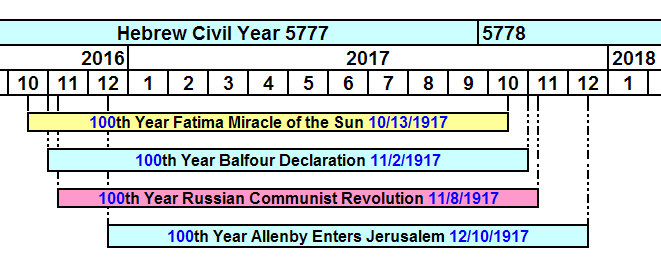 Hebrew Civil Year 5777 5778
2016 2017 2018
10 11 12 1 2 3 4 5 6 7 8 9 10 11 12 1
100th Year Fatima Miracle of the Sun 10/13/1917
100th Year Balfour Declaration 11/2/1917
100th Year Russian Communist Revolution 11/8/1917
100th Year Allenby Enters Jerusalem 12/10/1917